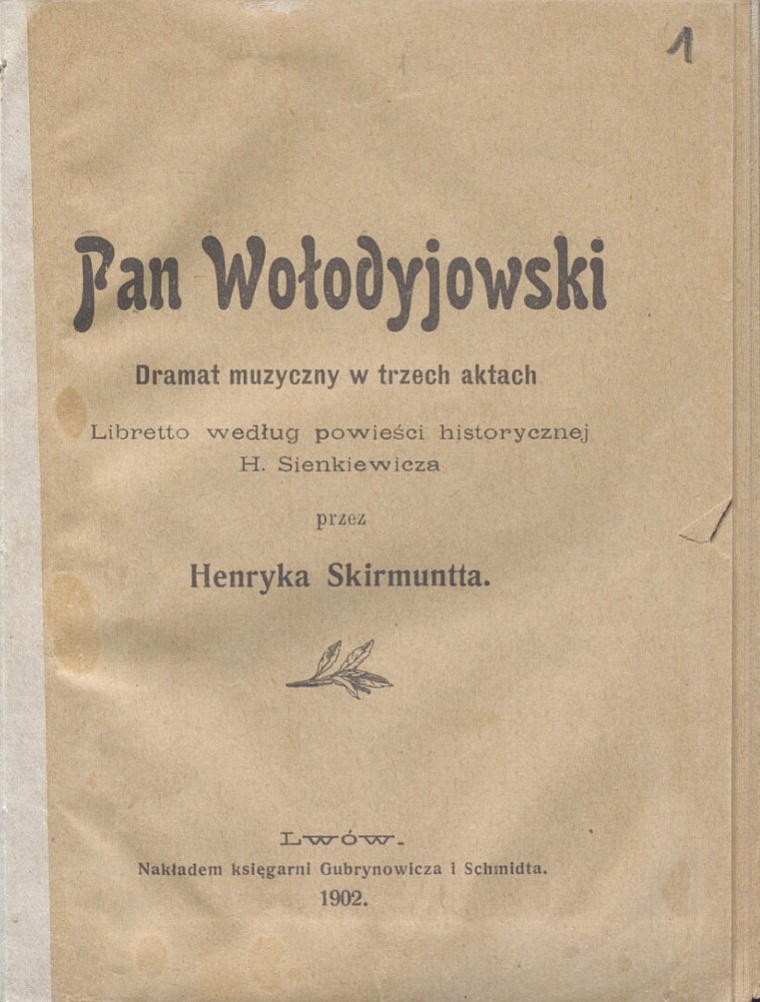 1
Pan Wołodyjowski
Dramat muzyczny w trzech aktach
Libretto według powieści historycznej
H. Sienkiewicza
przez
Henryka Skirmuntta.
Lwów.
Nakładem księgarni Gubrynowicza i Schmidta.
1902.